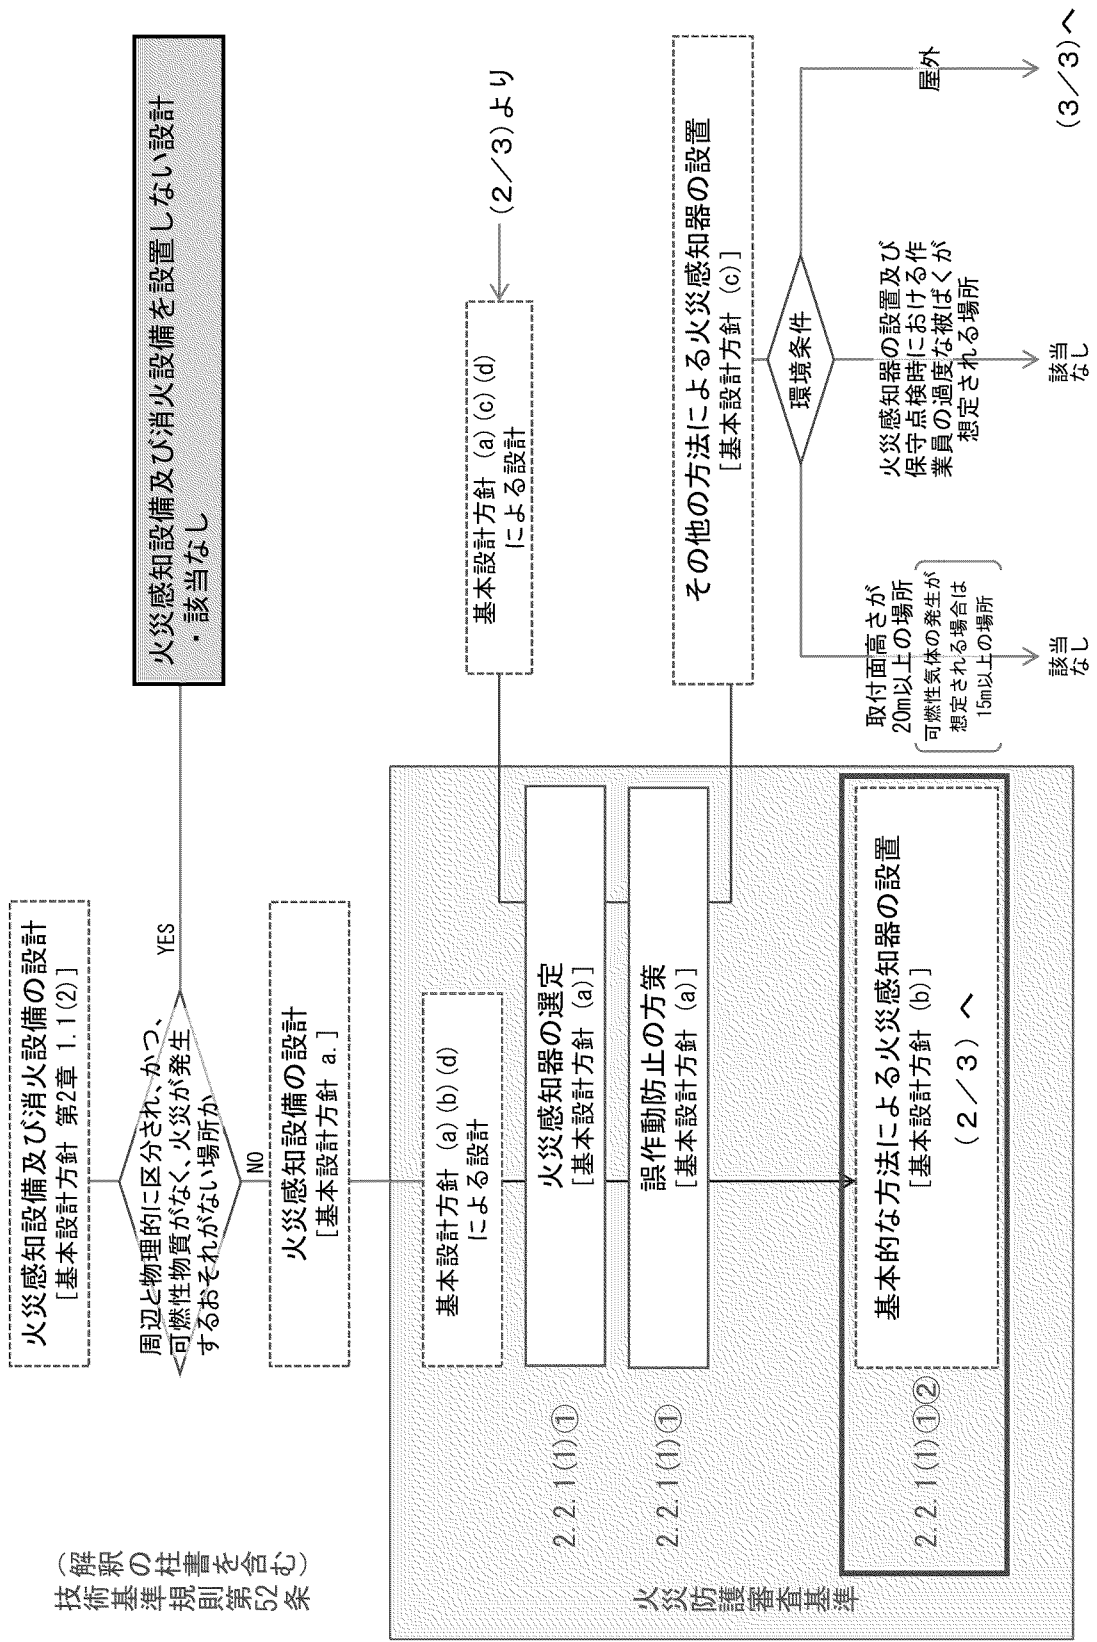 技術基準規則第52条
（解釈の柱書を含む）
火災感知設備及び消火設備の設計
[基本設計方針 第2章 1.1(2)]
周辺と物理的に区分され、かつ、
可燃性物質がなく、火災が発生
するおそれがない場所か
YES
火災感知設備及び消火設備を設置しない設計
・該当なし
NO
火災感知設備の設計
[基本設計方針 a.]
火災防護審査基準
基本設計方針 (a)(b)(d)
による設計
基本設計方針 (a)(c)(d)
による設計
(2／3)より
2.2.1(1)①
火災感知器の選定
[基本設計方針 (a)]
2.2.1(1)①
誤作動防止の方策
[基本設計方針 (a)]
その他の方法による火災感知器の設置
[基本設計方針 (c)]
環境条件
2.2.1(1)①②
基本的な方法による火災感知器の設置
[基本設計方針 (b)]
(2／3) へ
取付面高さが
20m以上の場所
可燃性気体の発生が
想定される場合は
15m以上の場所
該当
なし
火災感知器の設置及び
保守点検時における作
業員の過度な被ばくが
想定される場所
該当
なし
屋外
(3／3)へ